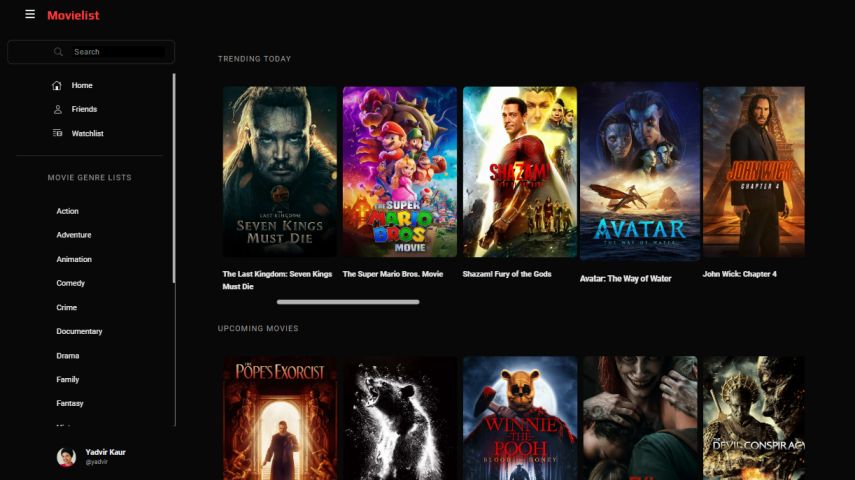 Movielist
Search
Home
Friends
Watchlist
MOVIE GENRE LISTS
Action
Adventure
Animation
Comedy
Crime
Documentary
Drama
Family
Fantasy
Yadvir Kaur
@yadvir
TRENDING TODAY
THE
LAST KINGDOM
SEVEN KINGS
MUST DIE
THE SUPER
MARIO
BROS.
MOVIE
SHAZAM!
AVATAR
THE WAY OF WATER
JOHN WICK
CHAPTER 4
The Last Kingdom: Seven Kings
Must Die
The Super Mario Bros. Movie
Shazam! Fury of the Gods
Avatar: The Way of Water
John Wick: Chapter 4
UPCOMING MOVIES
THE
POPE'S EXORCIST
WINNIE
-THE-
POOH
BLOOD AND HONEY
THE
DEVIL CONSPIRACY